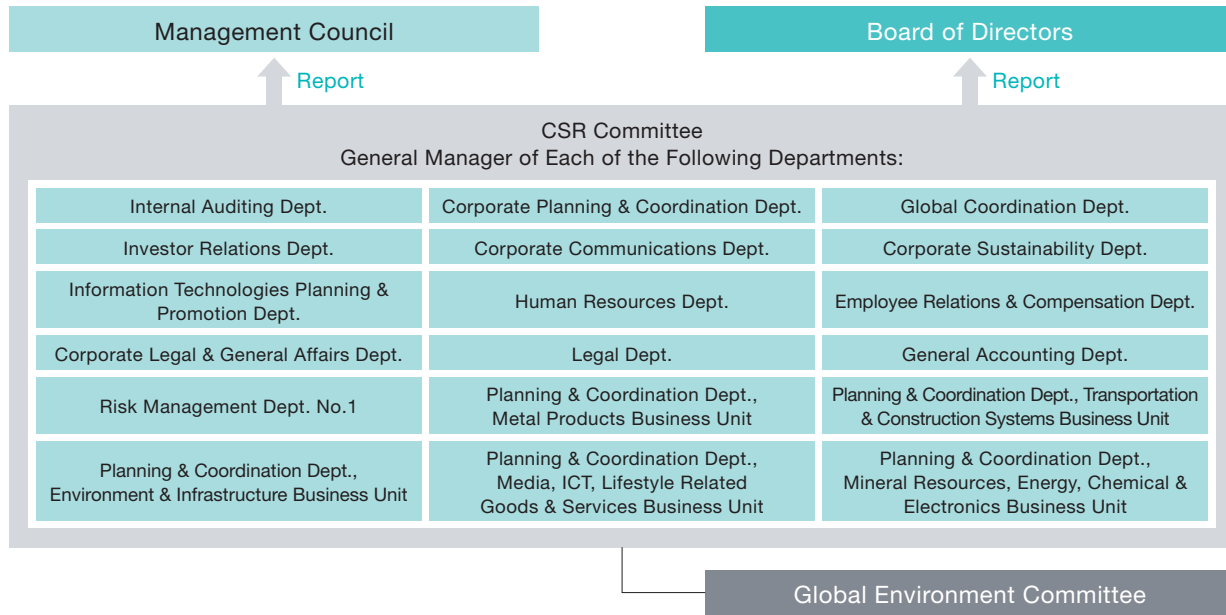 Management Council
Board of Directors
Report
Report
CSR Committee
General Manager of Each of the Following Departments:
Internal Auditing Dept.
Corporate Planning & Coordination Dept.
Global Coordination Dept.
Investor Relations Dept.
Corporate Communications Dept.
Corporate Sustainability Dept.
Information Technologies Planning &
Promotion Dept.
Human Resources Dept.
Employee Relations & Compensation Dept.
Corporate Legal & General Affairs Dept.
Legal Dept.
General Accounting Dept.
Risk Management Dept. No.1
Planning & Coordination Dept.,
Metal Products Business Unit
Planning & Coordination Dept., Transportation
& Construction Systems Business Unit
Planning & Coordination Dept.,
Environment & Infrastructure Business Unit
Planning & Coordination Dept.,
Media, ICT, Lifestyle Related
Goods & Services Business Unit
Planning & Coordination Dept.,
Mineral Resources, Energy, Chemical &
Electronics Business Unit
Global Environment Committee